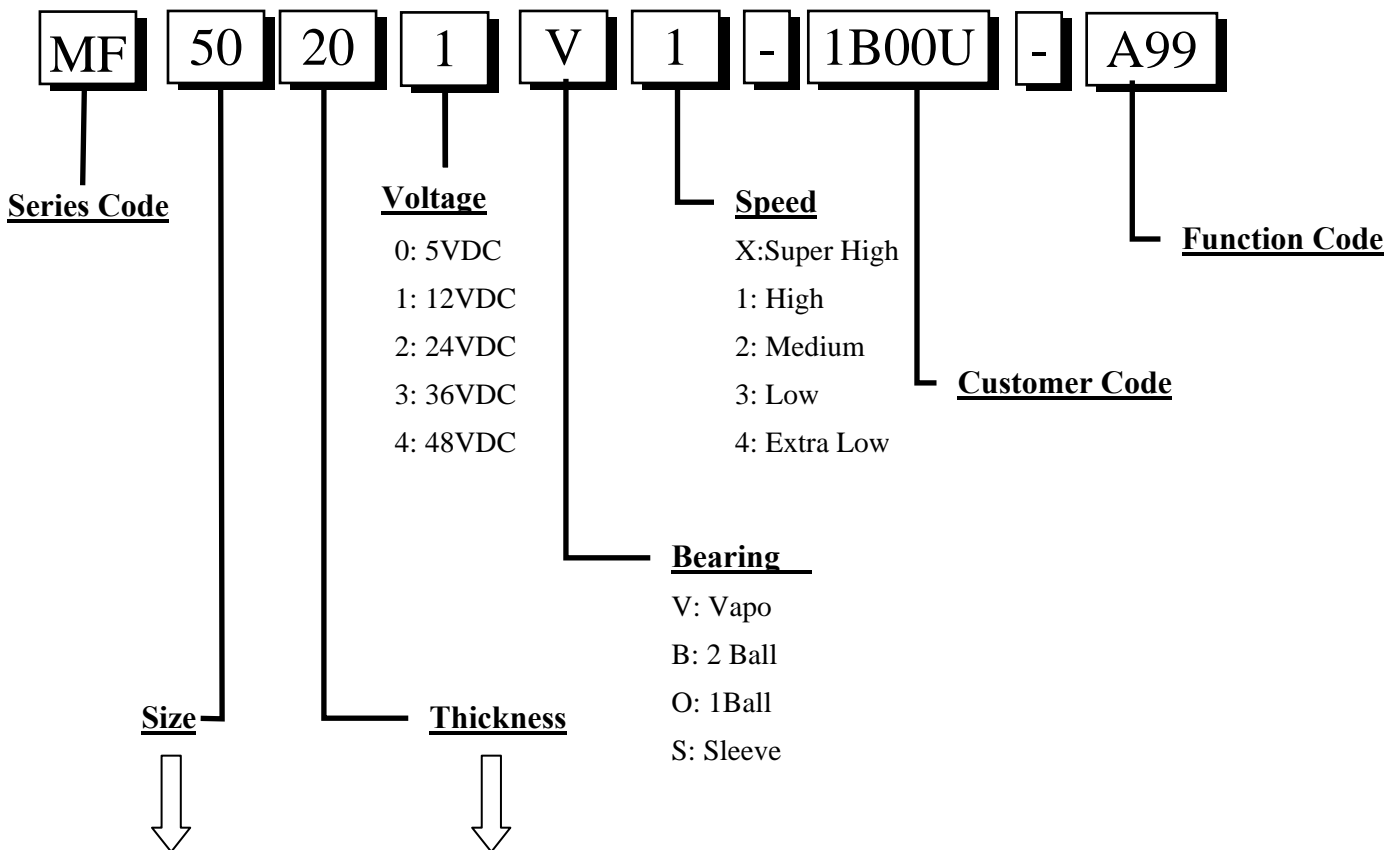 MF 50 20 1 V 1 - 1B00U - A99
Series Code
Voltage
0: 5VDC
1: 12VDC
2: 24VDC
3: 36VDC
4: 48VDC
Speed
X:Super High
1: High
2: Medium
3: Low
4: Extra Low
Function Code
Customer Code
Bearing
V: Vapo
B: 2 Ball
O: 1Ball
S: Sleeve
Size
Thickness